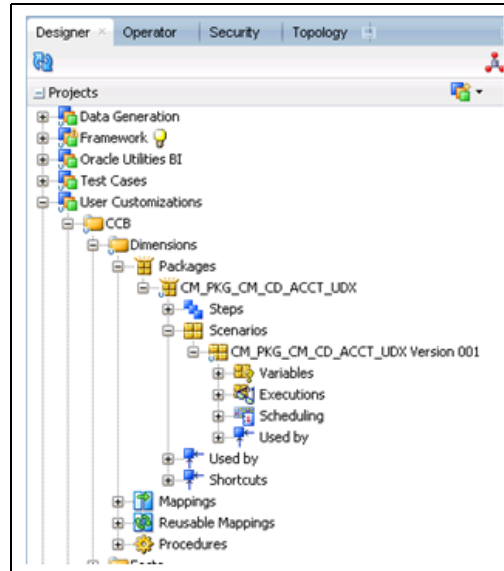 Designer Operator Security Topology
Projects
Data Generation
Framework
Oracle Utilities BI
Test Cases
User Customizations
CCB
Dimensions
Packages
CM_PKG_CM_CD_ACCT_UDX
Steps
Scenarios
CM_PKG_CM_CD_ACCT_UDX Version 001
Variables
Executions
Scheduling
Used by
Used by
Shortcuts
Mappings
Reusable Mappings
Procedures